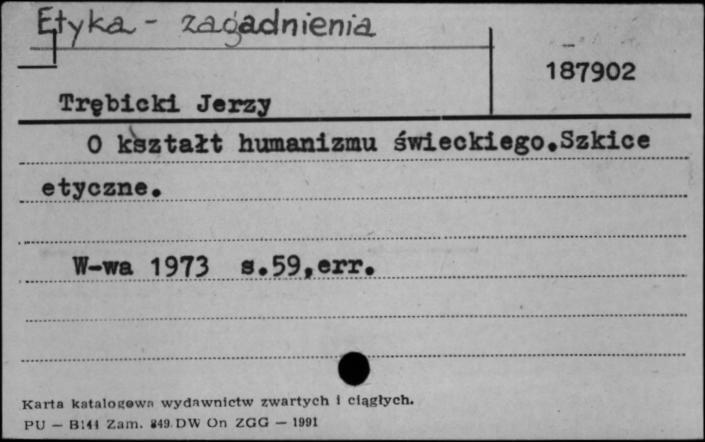 Etyka - zagadnienia
187902
Trębicki Jerzy
O kształt humanizmu świeckiego.Szkice
etyczne.
W-wa 1973 s.59,err.
Karta katalogowa wydawnictw zwartych i ciągłych.
PU — B144 Zam. 849. DW On ZGG — 1991